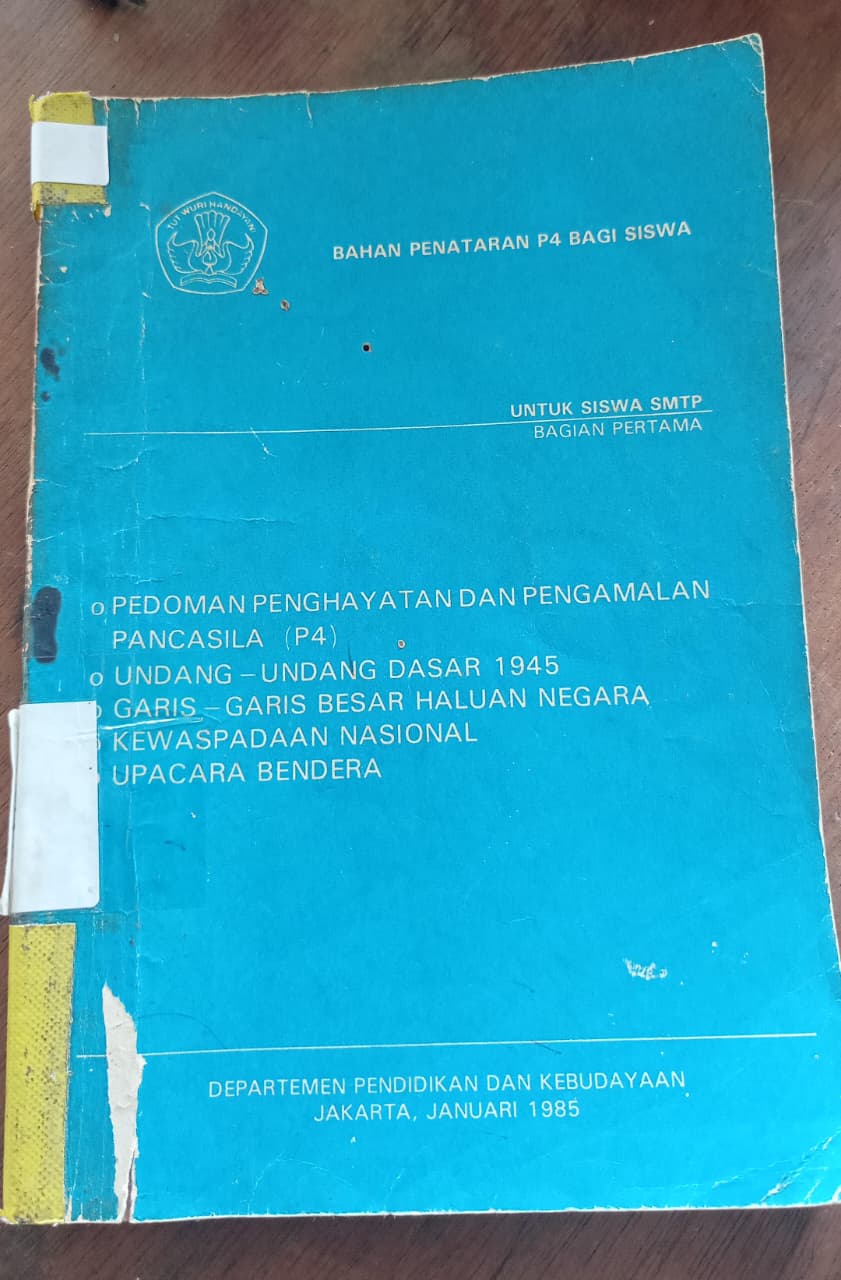 TUT WURI HANDAYANI
BAHAN PENATARAN P4 BAGI SISWA
UNTUK SISWA SMTP
BAGIAN PERTAMA
o PEDOMAN PENGHAYATAN DAN PENGAMALAN
PANCASILA (P4)
o UNDANG – UNDANG DASAR 1945
o GARIS – GARIS BESAR HALUAN NEGARA
o KEWASPADAAN NASIONAL
o UPACARA BENDERA
DEPARTEMEN PENDIDIKAN DAN KEBUDAYAAN
JAKARTA, JANUARI 1985